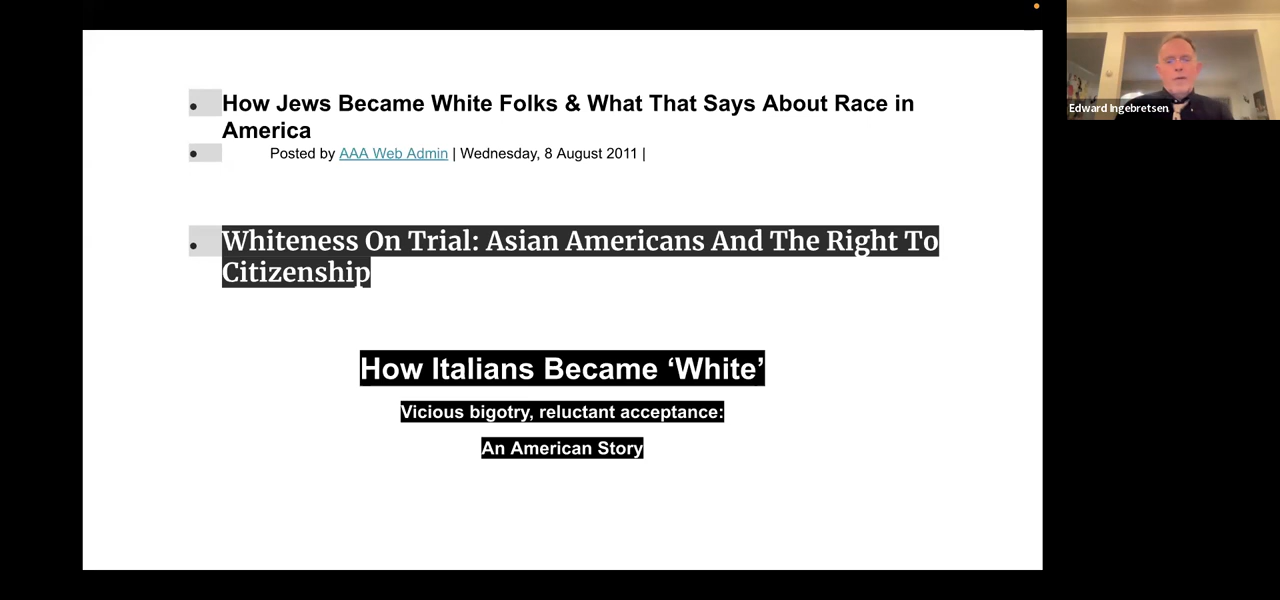 • How Jews Became White Folks & What That Says About Race in
America
• Posted by AAA Web Admin | Wednesday, 8 August 2011 |
• Whiteness On Trial: Asian Americans And The Right To
Citizenship
How Italians Became ‘White’
Vicious bigotry, reluctant acceptance:
An American Story
Edward Ingebretsen